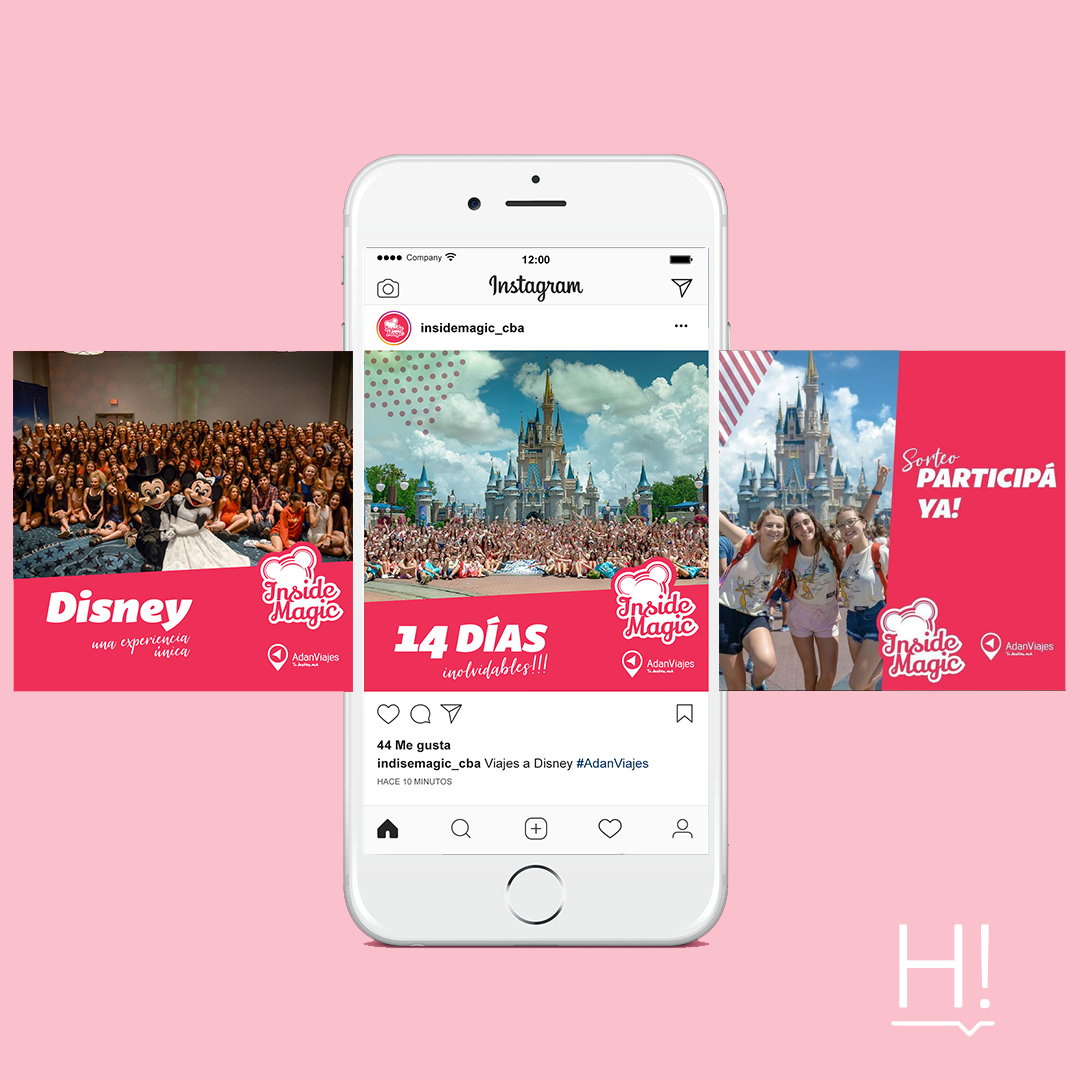 Company
12:00
Instagram
insidemagic_cba
Disney
una experiencia
única
Inside
Magic
AdanViajes
14 DÍAS
inolvidables!!!
Inside
Magic
AdanViajes
Sorteo
PARTICIPÁ
YA!
Inside
Magic
AdanViajes
44 Me gusta
indisemagic_cba Viajes a Disney #AdanViajes
HACE 10 MINUTOS
H!